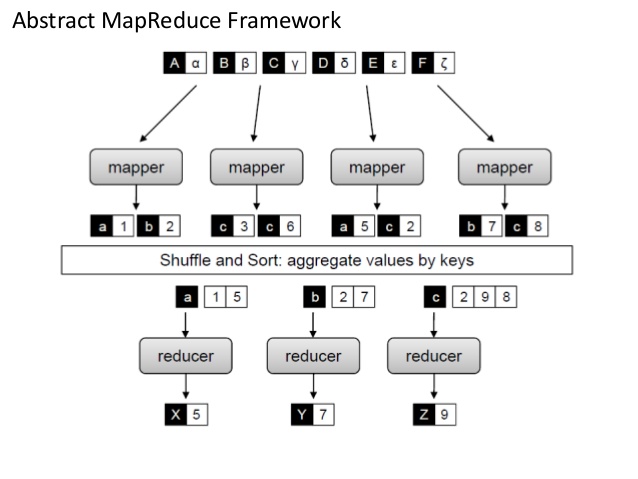 Abstract MapReduce Framework
A α B β C γ D δ E ε F ζ
mapper mapper mapper mapper
a 1 b 2 c 3 c 6 a 5 c 2 b 7 c 8
Shuffle and Sort: aggregate values by keys
a 1 5 b 2 7 c 2 9 8
reducer reducer reducer
X 5 Y 7 Z 9